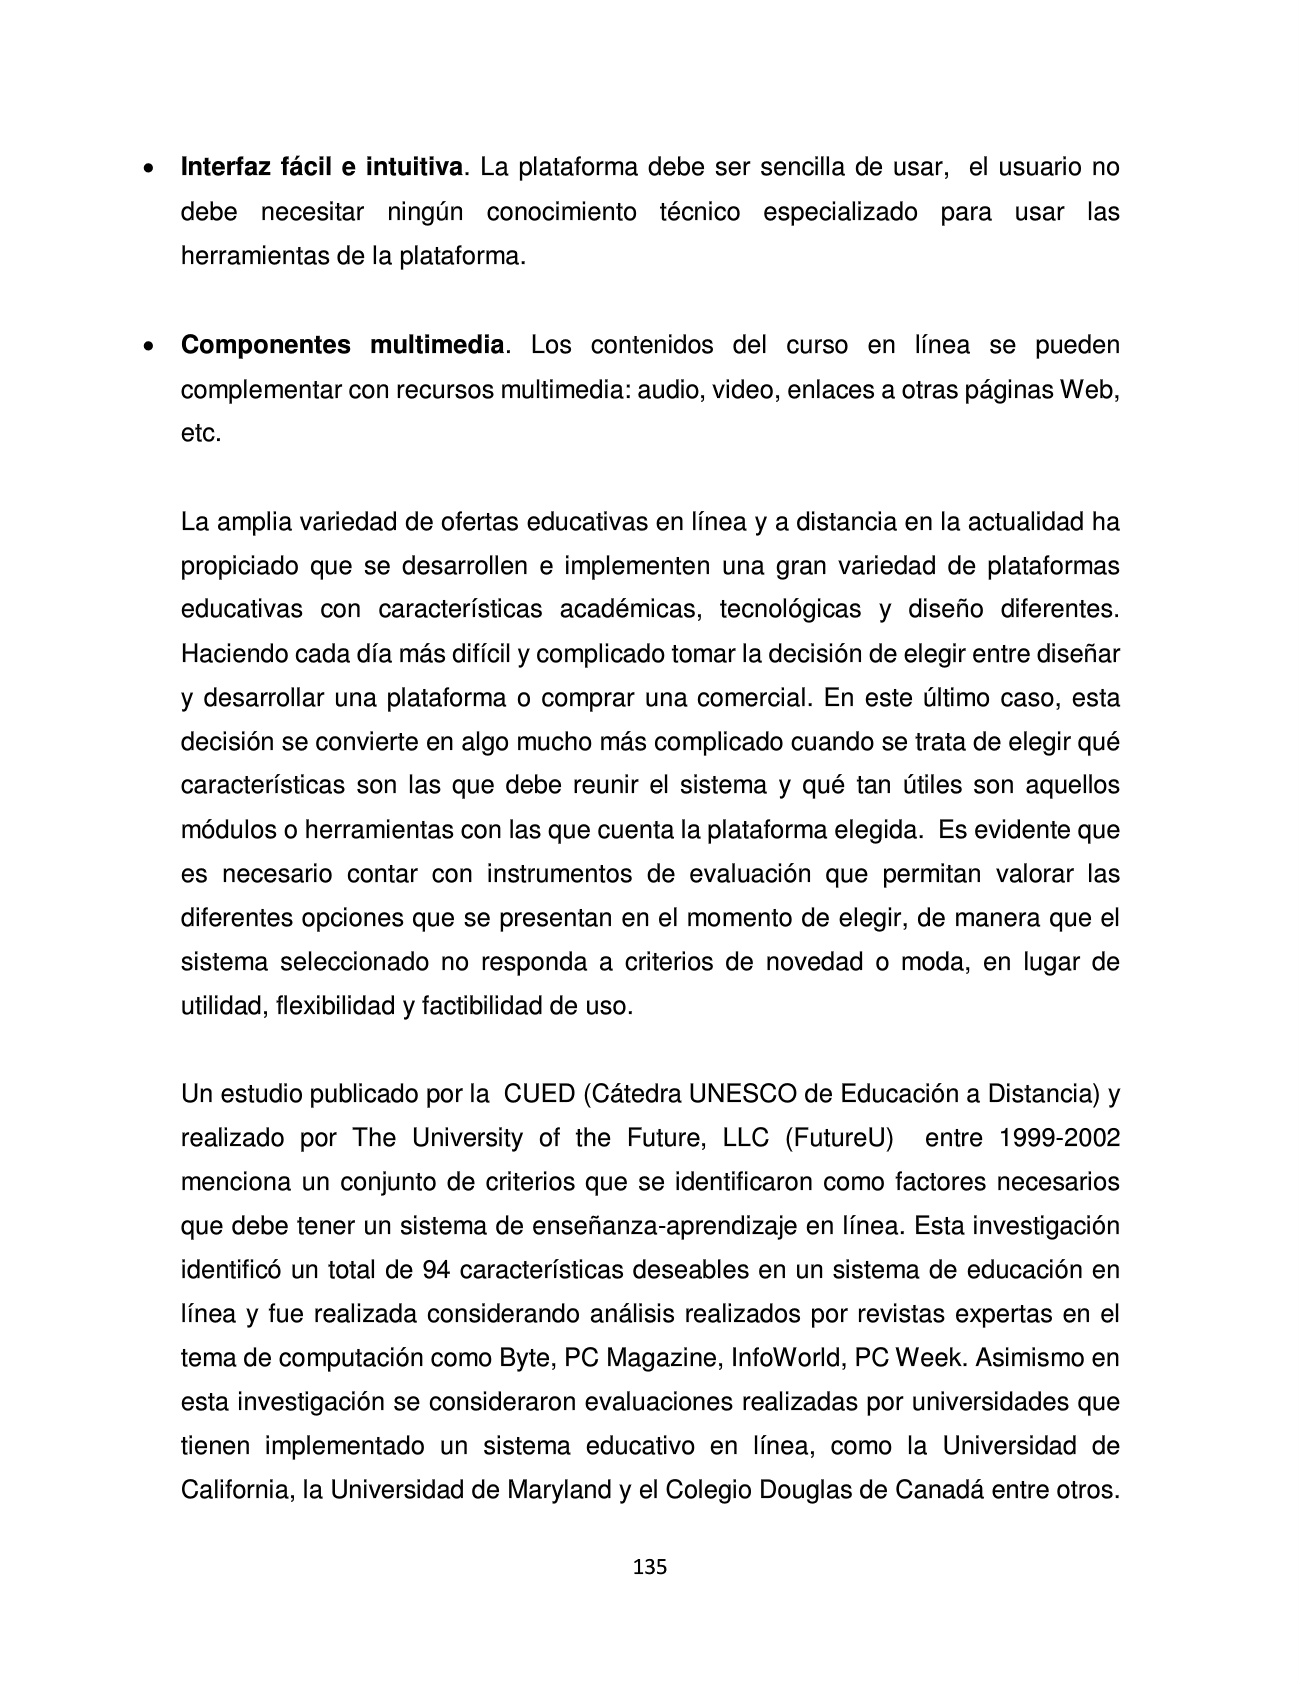 • Interfaz fácil e intuitiva. La plataforma debe ser sencilla de usar,  el usuario no
debe necesitar ningún conocimiento técnico especializado para usar las
herramientas de la plataforma.
• Componentes multimedia. Los contenidos del curso en línea se pueden
complementar con recursos multimedia: audio, video, enlaces a otras páginas Web,
etc.
La amplia variedad de ofertas educativas en línea y a distancia en la actualidad ha
propiciado que se desarrollen e implementen una gran variedad de plataformas
educativas con características académicas, tecnológicas y diseño diferentes.
Haciendo cada día más difícil y complicado tomar la decisión de elegir entre diseñar
y desarrollar una plataforma o comprar una comercial. En este último caso, esta
decisión se convierte en algo mucho más complicado cuando se trata de elegir qué
características son las que debe reunir el sistema y qué tan útiles son aquellos
módulos o herramientas con las que cuenta la plataforma elegida.  Es evidente que
es necesario contar con instrumentos de evaluación que permitan valorar las
diferentes opciones que se presentan en el momento de elegir, de manera que el
sistema seleccionado no responda a criterios de novedad o moda, en lugar de
utilidad, flexibilidad y factibilidad de uso.
Un estudio publicado por la  CUED (Cátedra UNESCO de Educación a Distancia) y
realizado por The University of the Future, LLC (FutureU)  entre 1999-2002
menciona un conjunto de criterios que se identificaron como factores necesarios
que debe tener un sistema de enseñanza-aprendizaje en línea. Esta investigación
identificó un total de 94 características deseables en un sistema de educación en
línea y fue realizada considerando análisis realizados por revistas expertas en el
tema de computación como Byte, PC Magazine, InfoWorld, PC Week. Asimismo en
esta investigación se consideraron evaluaciones realizadas por universidades que
tienen implementado un sistema educativo en línea, como la Universidad de
California, la Universidad de Maryland y el Colegio Douglas de Canadá entre otros.
135